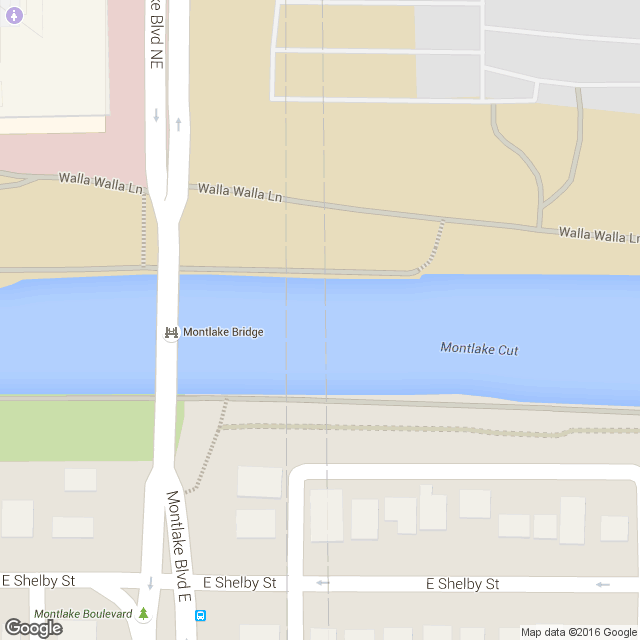 ke Blvd NE
Walla Walla Ln
Walla Walla Ln
Walla Walla Ln
Montlake Bridge
Montlake Cut
Montlake Blvd E
E Shelby St
E Shelby St
E Shelby St
Montlake Boulevard
Google
Map data ©2016 Google